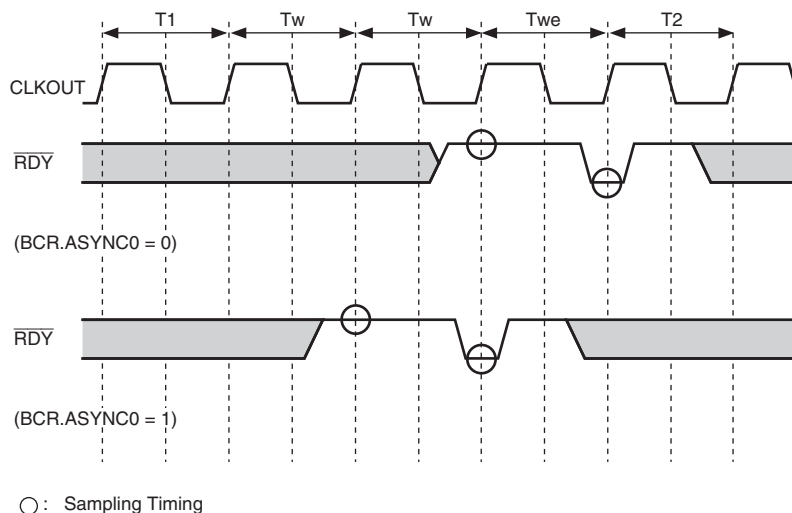 T1 Tw Tw Twe T2
CLKOUT
RDY
(BCR.ASYNC0 = 0)
RDY
(BCR.ASYNC0 = 1)
○: Sampling Timing